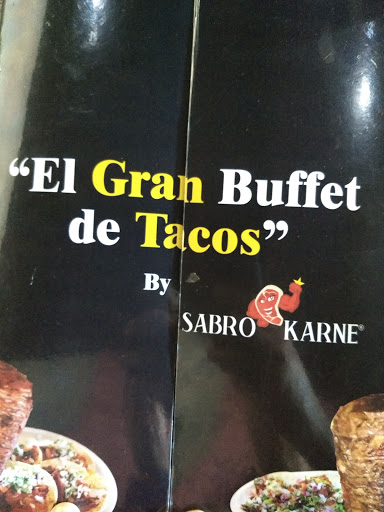 “El Gran Buffet
de Tacos”
By
SABRO KARNE®